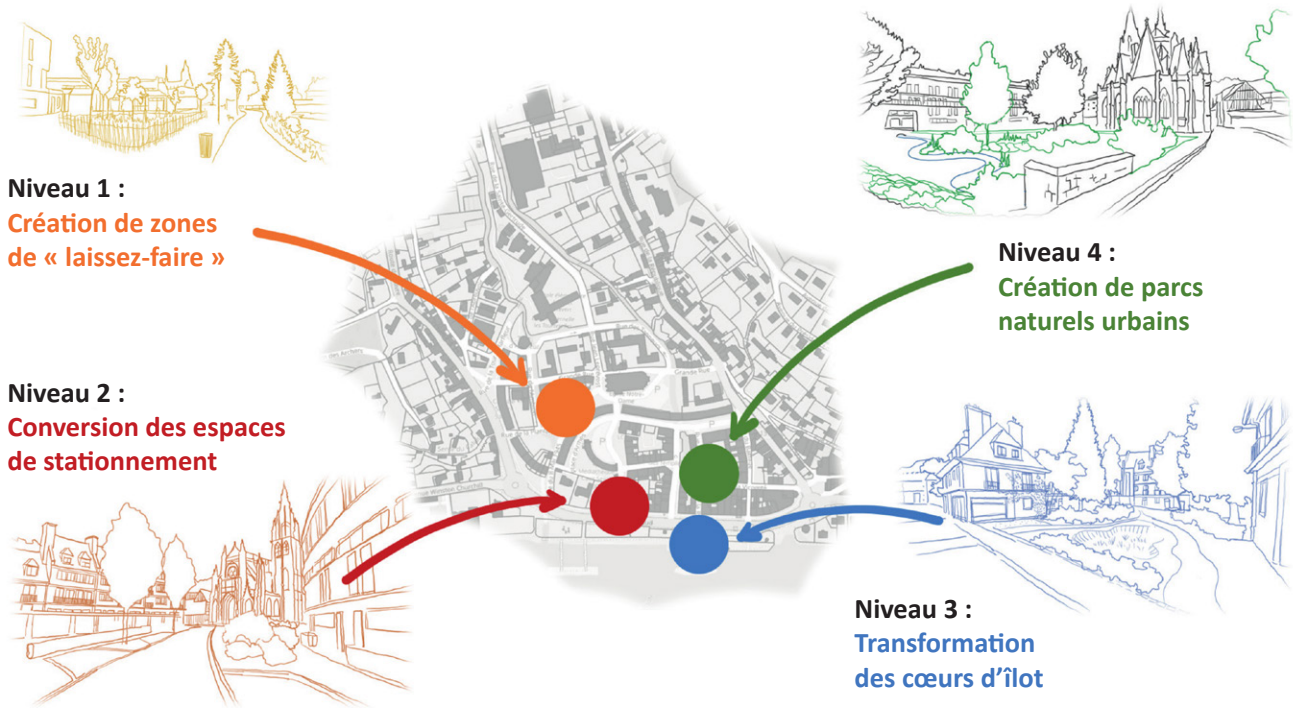 Niveau 1 :
Création de zones
de « laissez-faire »
Niveau 2 :
Conversion des espaces
de stationnement
Niveau 4 :
Création de parcs
naturels urbains
Niveau 3 :
Transformation
des cœurs d'îlot
Grande Rue
P
P
P